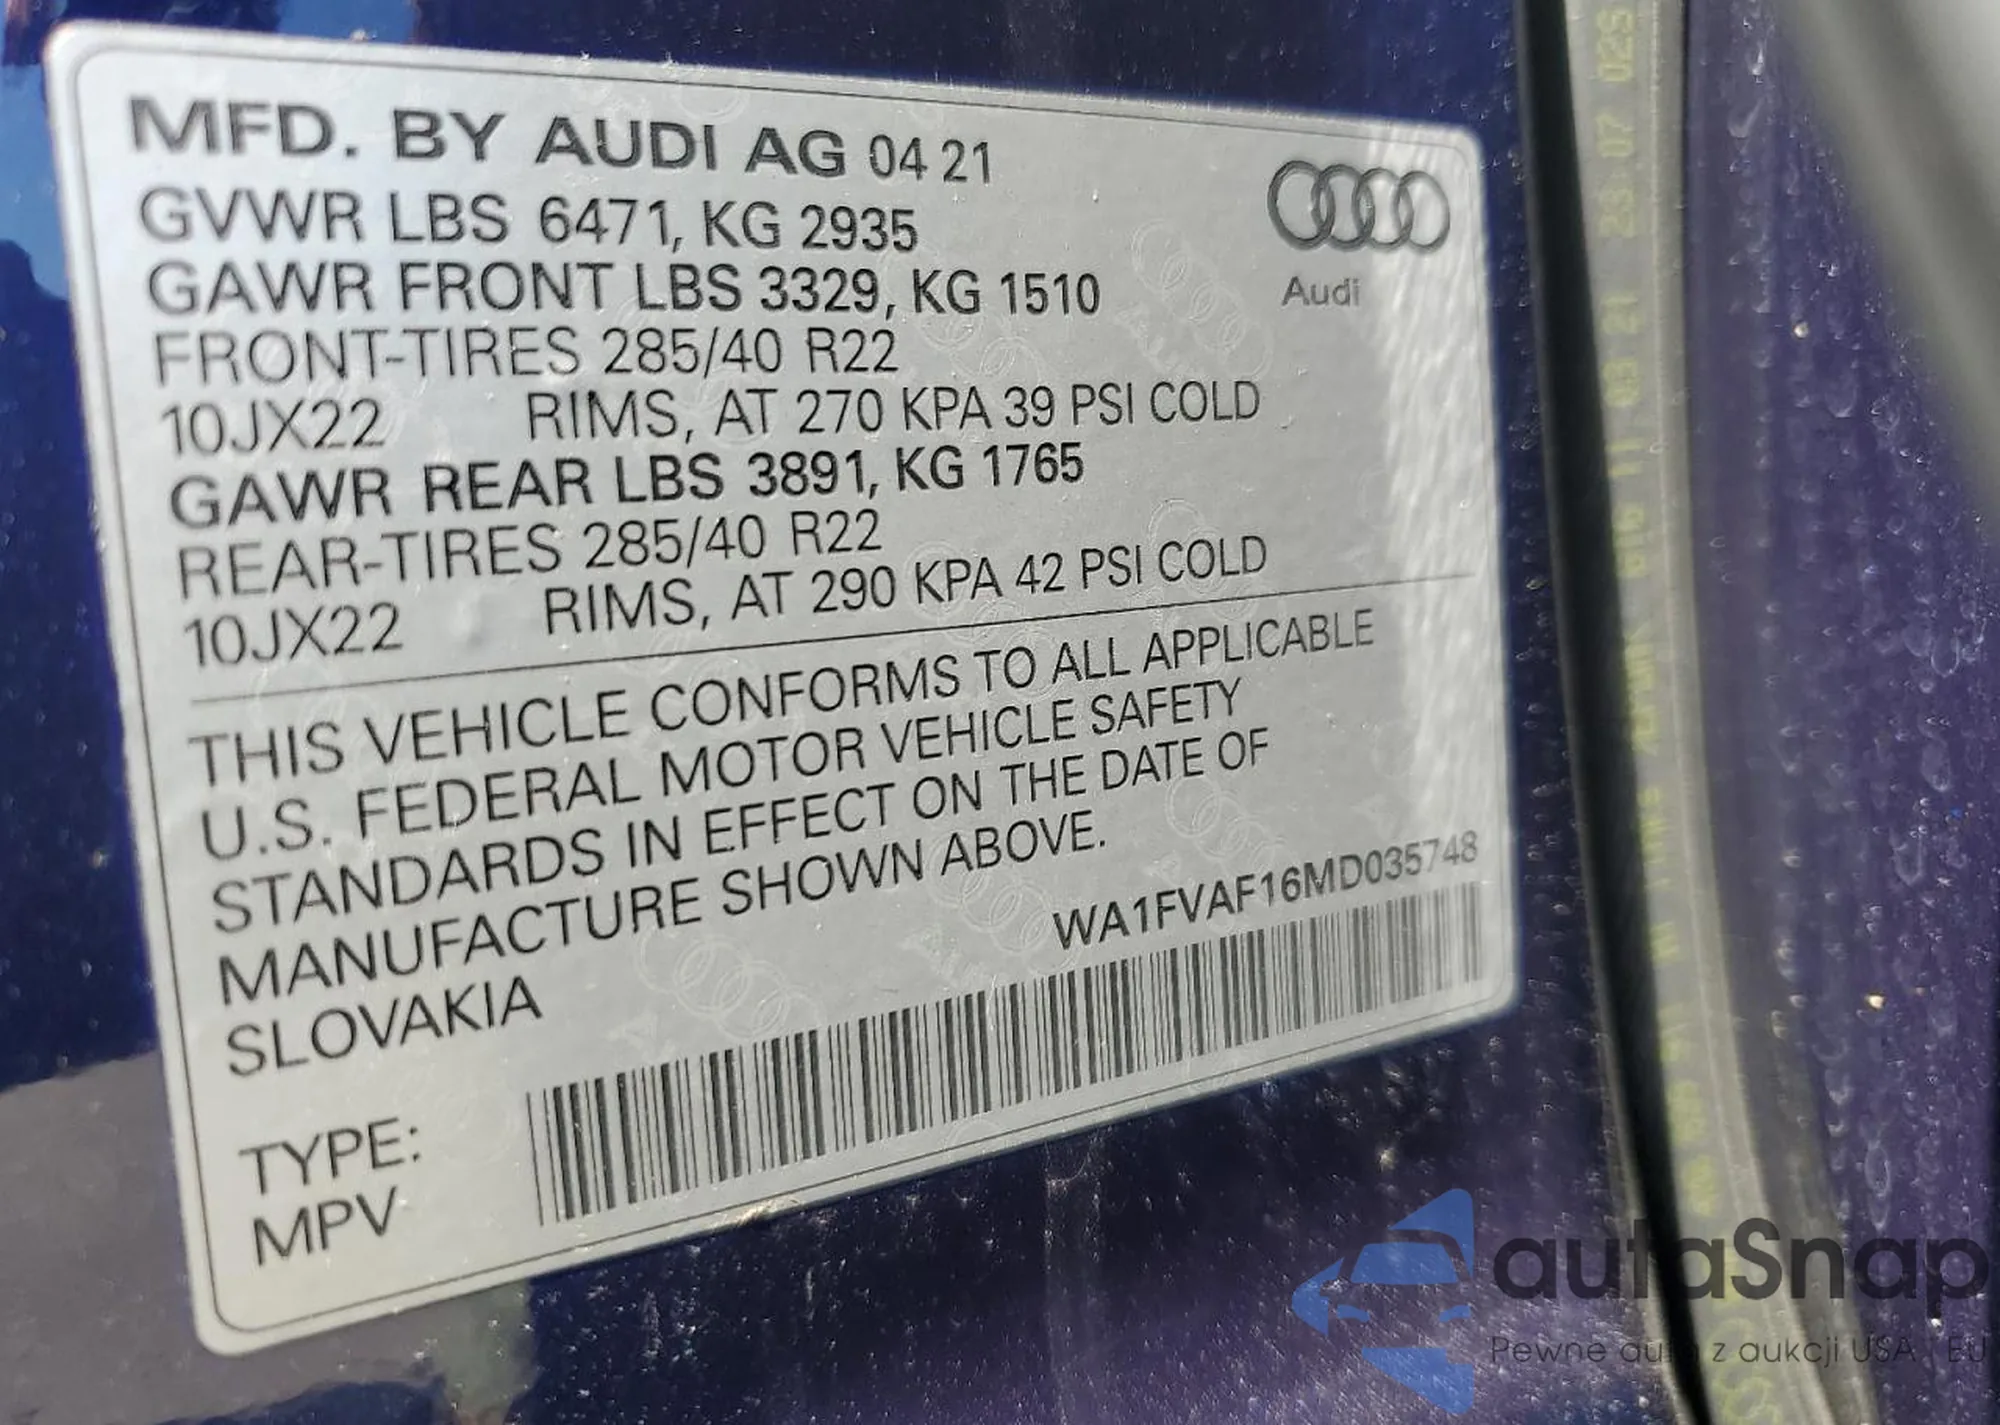 MFD. BY AUDI AG 04 21
GVWR LBS 6471, KG 2935
GAWR FRONT LBS 3329, KG 1510
FRONT-TIRES 285/40 R22
10JX22 RIMS, AT 270 KPA 39 PSI COLD
GAWR REAR LBS 3891, KG 1765
REAR-TIRES 285/40 R22
10JX22 RIMS, AT 290 KPA 42 PSI COLD
Audi
THIS VEHICLE CONFORMS TO ALL APPLICABLE
U.S. FEDERAL MOTOR VEHICLE SAFETY
STANDARDS IN EFFECT ON THE DATE OF
MANUFACTURE SHOWN ABOVE.
SLOVAKIA
WA1FVAF16MD035748
TYPE:
MPV
autaSnap
Pewne auta z aukcji USA i EU